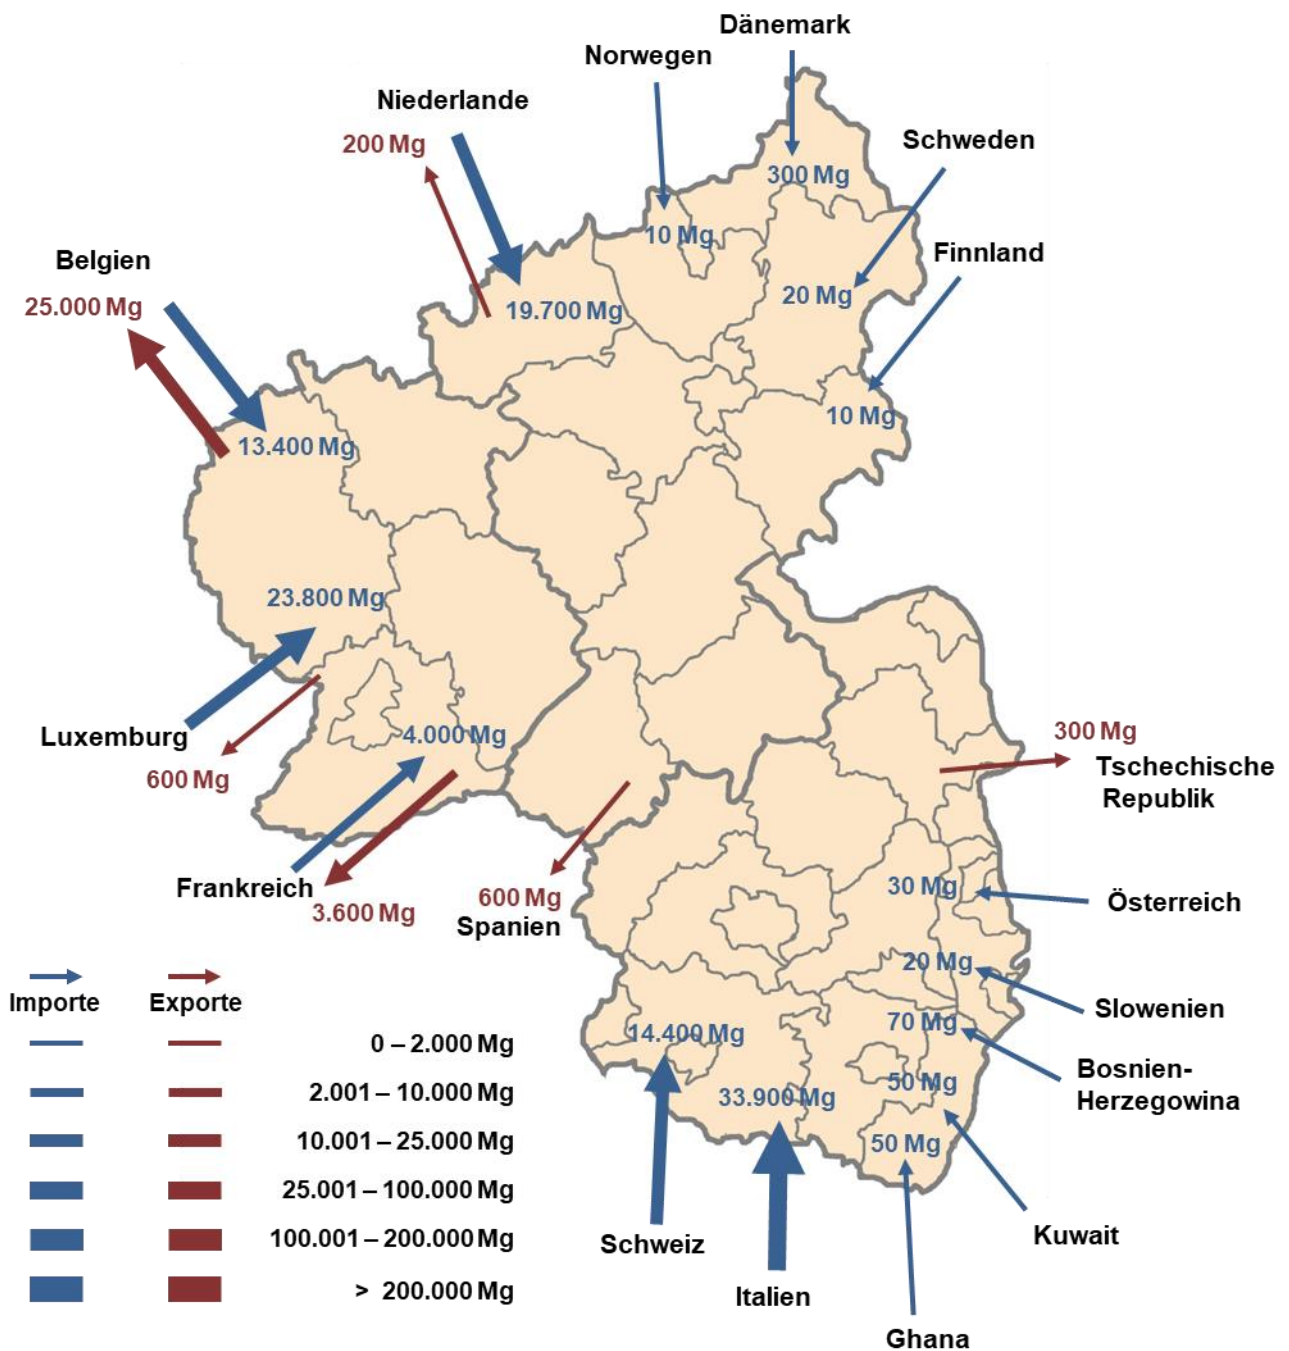 Dänemark
Norwegen
Niederlande
200 Mg
Schweden
300 Mg
10 Mg
Finnland
Belgien
25.000 Mg
20 Mg
19.700 Mg
10 Mg
13.400 Mg
23.800 Mg
Luxemburg
4.000 Mg
300 Mg
Tschechische
Republik
600 Mg
Frankreich
3.600 Mg
600 Mg
Spanien
30 Mg
Österreich
20 Mg
Slowenien
70 Mg
Bosnien-
Herzegowina
14.400 Mg
50 Mg
33.900 Mg
50 Mg
Kuwait
Schweiz
Italien
Ghana
Importe
Exporte
0 – 2.000 Mg
2.001 – 10.000 Mg
10.001 – 25.000 Mg
25.001 – 100.000 Mg
100.001 – 200.000 Mg
> 200.000 Mg